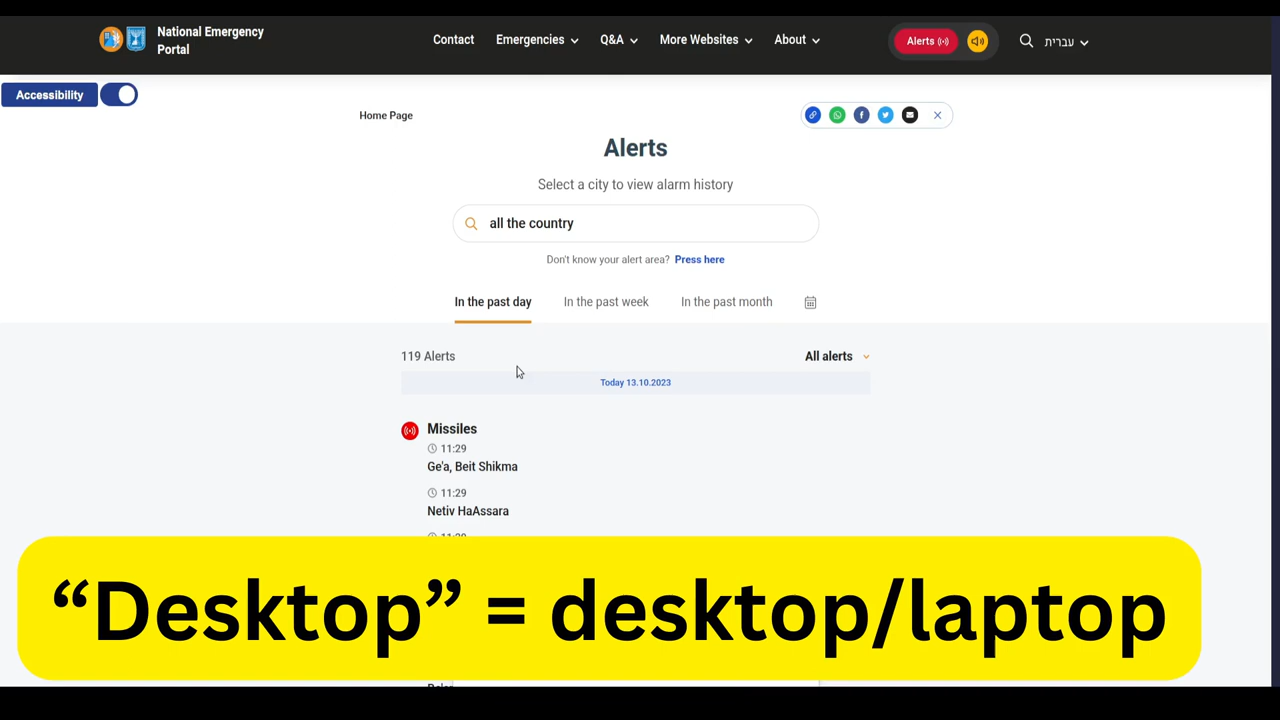 National Emergency
Portal
Contact
Emergencies
Q&A
More Websites
About
Alerts
עברית
Accessibility
Home Page
Alerts
Select a city to view alarm history
all the country
Don't know your alert area? Press here
In the past day
In the past week
In the past month
119 Alerts
All alerts
Today 13.10.2023
Missiles
11:29
Ge'a, Beit Shikma
11:29
Netiv HaAssara
“Desktop” = desktop/laptop